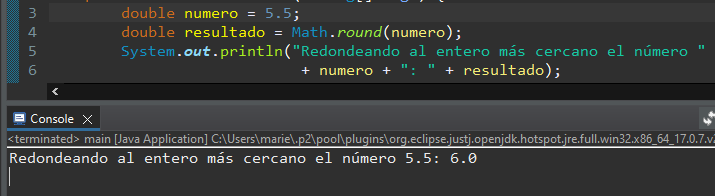 3 double numero = 5.5;
4 double resultado = Math.round(numero);
5 System.out.println("Redondeando al entero más cercano el número "
6 + numero + ": " + resultado);
Console
<terminated> main [Java Application] C:\Users\marie\.p2\pool\plugins\org.eclipse.justj.openjdk.hotspot.jre.full.win32.x86_64_17.0.7.v
Redondeando al entero más cercano el número 5.5: 6.0